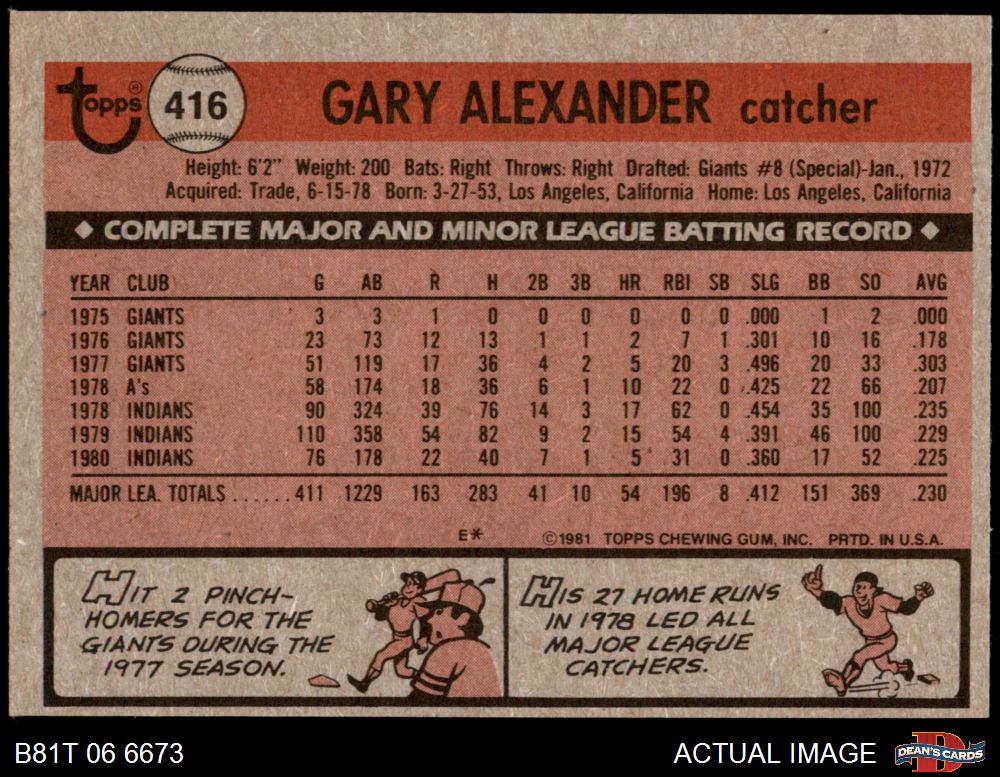 Topps® 416 GARY ALEXANDER catcher
Height: 6'2" Weight: 200 Bats: Right Throws: Right Drafted: Giants #8 (Special)-Jan., 1972
Acquired: Trade, 6-15-78 Born: 3-27-53, Los Angeles, California Home: Los Angeles, California
◆ COMPLETE MAJOR AND MINOR LEAGUE BATTING RECORD ◆
YEAR CLUB G AB R H 2B 3B HR RBI SB SLG BB SO AVG
1975 GIANTS 3 3 1 0 0 0 0 0 0 .000 1 2 .000
1976 GIANTS 23 73 12 13 1 1 2 7 1 .301 10 16 .178
1977 GIANTS 51 119 17 36 4 2 5 20 3 .496 20 33 .303
1978 A's 58 174 18 36 6 1 10 22 0 .425 22 66 .207
1978 INDIANS 90 324 39 76 14 3 17 62 0 .454 35 100 .235
1979 INDIANS 110 358 54 82 9 2 15 54 4 .391 46 100 .229
1980 INDIANS 76 178 22 40 7 1 5 31 0 .360 17 52 .225
MAJOR LEA. TOTALS ......411 1229 163 283 41 10 54 196 8 .412 151 369 .230
E* ©1981 TOPPS CHEWING GUM, INC. PRTD. IN U.S.A.
HIT 2 PINCH-
HOMERS FOR THE
GIANTS DURING THE
1977 SEASON.
HIS 27 HOME RUNS
IN 1978 LED ALL
MAJOR LEAGUE
CATCHERS.
B81T 06 6673 ACTUAL IMAGE DEAN'S CARDS